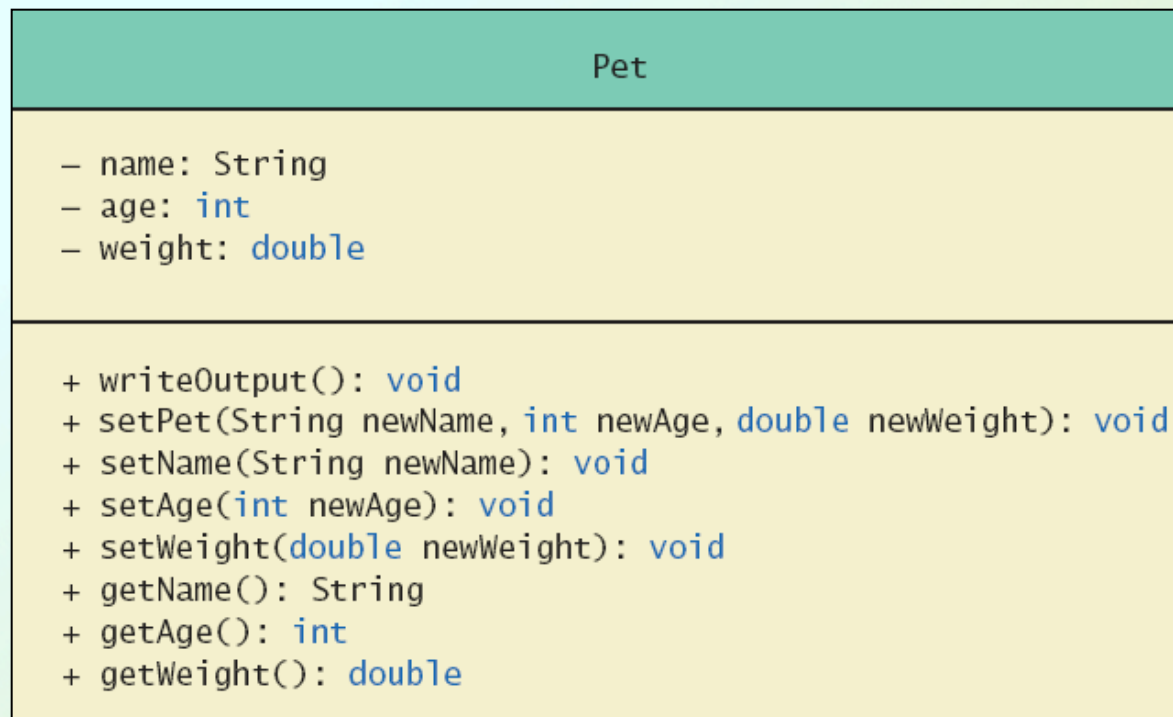 Pet
– name: String
– age: int
– weight: double
+ writeOutput(): void
+ setPet(String newName, int newAge, double newWeight): void
+ setName(String newName): void
+ setAge(int newAge): void
+ setWeight(double newWeight): void
+ getName(): String
+ getAge(): int
+ getWeight(): double